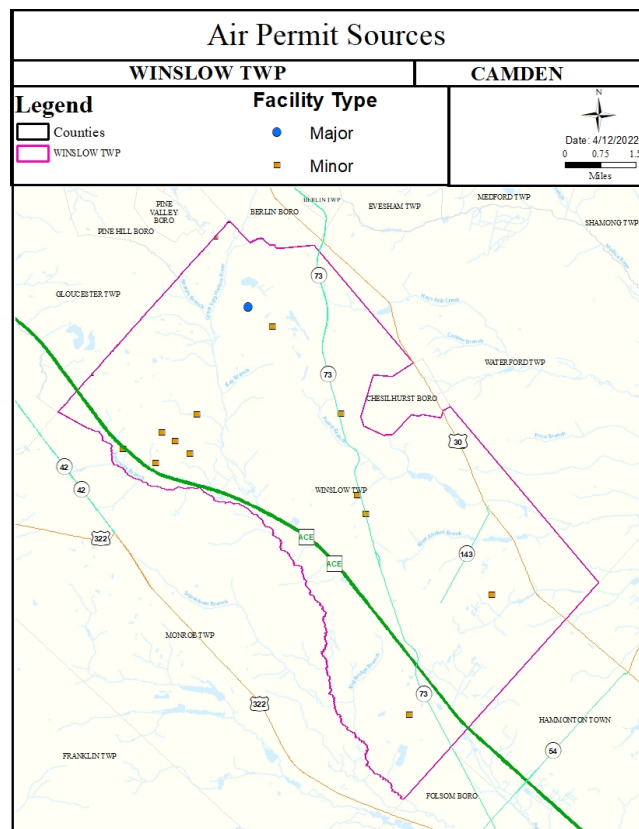 Air Permit Sources
WINSLOW TWP
CAMDEN
Legend
Counties
WINSLOW TWP
Facility Type
Major
Minor
N
Date: 4/12/2022
0 0.75 1.5
Miles
BERLIN TWP
EVESHAM TWP
MEDFORD TWP
PINE
VALLEY
BORO
BERLIN BORO
SHAMONG TWP
PINE HILL BORO
73
GLOUCESTER TWP
WATERFORD TWP
73
CHESILHURST BORO
30
42
42
WINSLOW TWP
322
ACE
143
ACE
MONROE TWP
73
322
HAMMONTON TOWN
54
FRANKLIN TWP
FOLSOM BORO